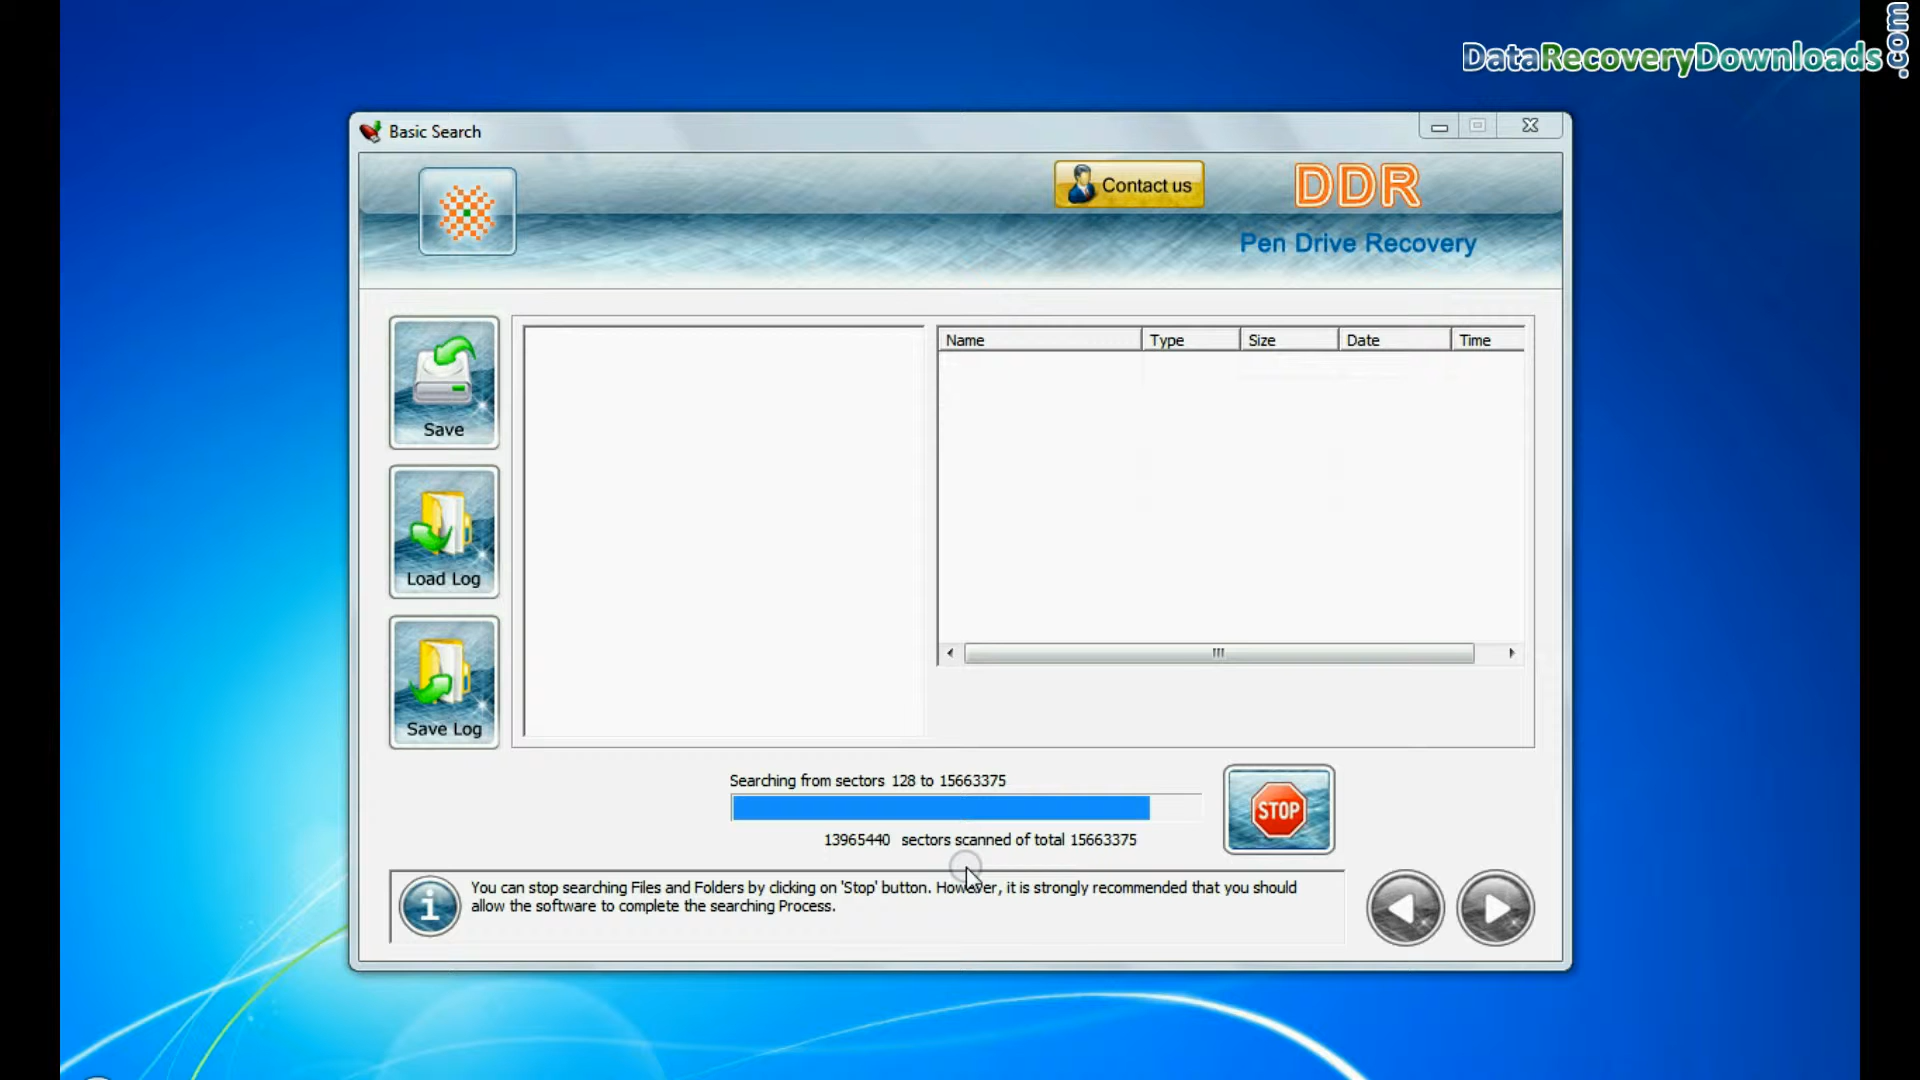 DataRecoveryDownloads.com
Basic Search
Contact us
DDR
Pen Drive Recovery
Save
Load Log
Save Log
Name Type Size Date Time
Searching from sectors 128 to 15663375
13965440 sectors scanned of total 15663375
STOP
You can stop searching Files and Folders by clicking on 'Stop' button. However, it is strongly recommended that you should
allow the software to complete the searching Process.